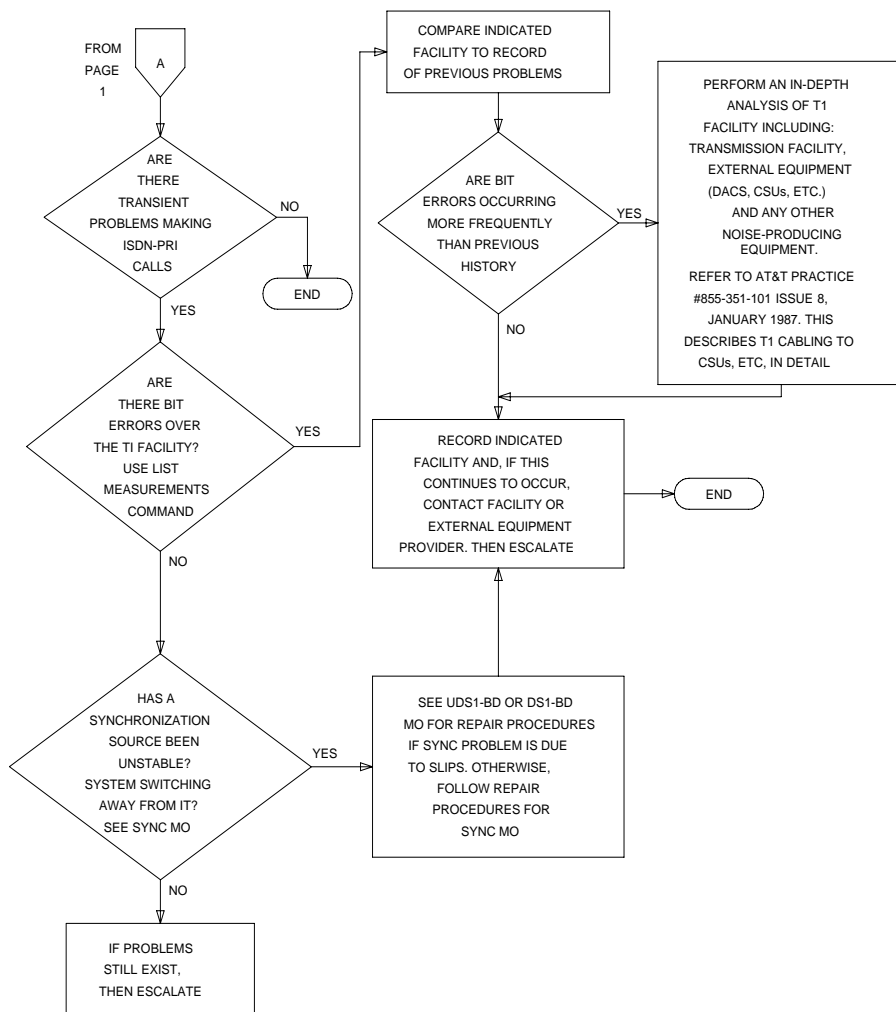 FROM
PAGE
1
A
ARE
THERE
TRANSIENT
PROBLEMS MAKING
ISDN-PRI
CALLS
NO
END
YES
ARE
THERE BIT
ERRORS OVER
THE TI FACILITY?
USE LIST
MEASUREMENTS
COMMAND
YES
NO
HAS A
SYNCHRONIZATION
SOURCE BEEN
UNSTABLE?
SYSTEM SWITCHING
AWAY FROM IT?
SEE SYNC MO
YES
NO
IF PROBLEMS
STILL EXIST,
THEN ESCALATE
COMPARE INDICATED
FACILITY TO RECORD
OF PREVIOUS PROBLEMS
ARE BIT
ERRORS OCCURRING
MORE FREQUENTLY
THAN PREVIOUS
HISTORY
YES
NO
PERFORM AN IN-DEPTH
ANALYSIS OF T1
FACILITY INCLUDING:
TRANSMISSION FACILITY,
EXTERNAL EQUIPMENT
(DACS, CSUs, ETC.)
AND ANY OTHER
NOISE-PRODUCING
EQUIPMENT.
REFER TO AT&T PRACTICE
#855-351-101 ISSUE 8,
JANUARY 1987. THIS
DESCRIBES T1 CABLING TO
CSUs, ETC, IN DETAIL
RECORD INDICATED
FACILITY AND, IF THIS
CONTINUES TO OCCUR,
CONTACT FACILITY OR
EXTERNAL EQUIPMENT
PROVIDER. THEN ESCALATE
END
SEE UDS1-BD OR DS1-BD
MO FOR REPAIR PROCEDURES
IF SYNC PROBLEM IS DUE
TO SLIPS. OTHERWISE,
FOLLOW REPAIR
PROCEDURES FOR
SYNC MO